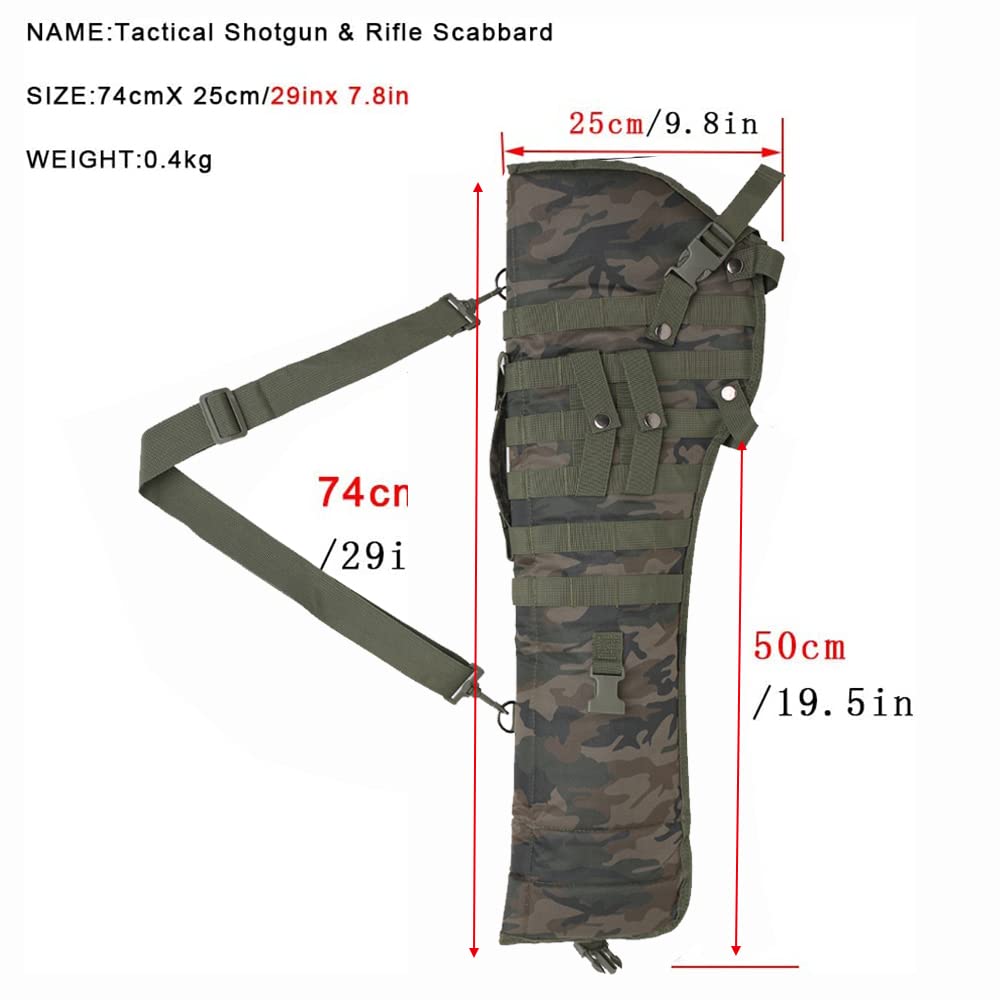 NAME:Tactical Shotgun & Rifle Scabbard
SIZE:74cmX 25cm/29inx 7.8in
WEIGHT:0.4kg
25cm/9.8in
74cm
/29i
50cm
/19.5in